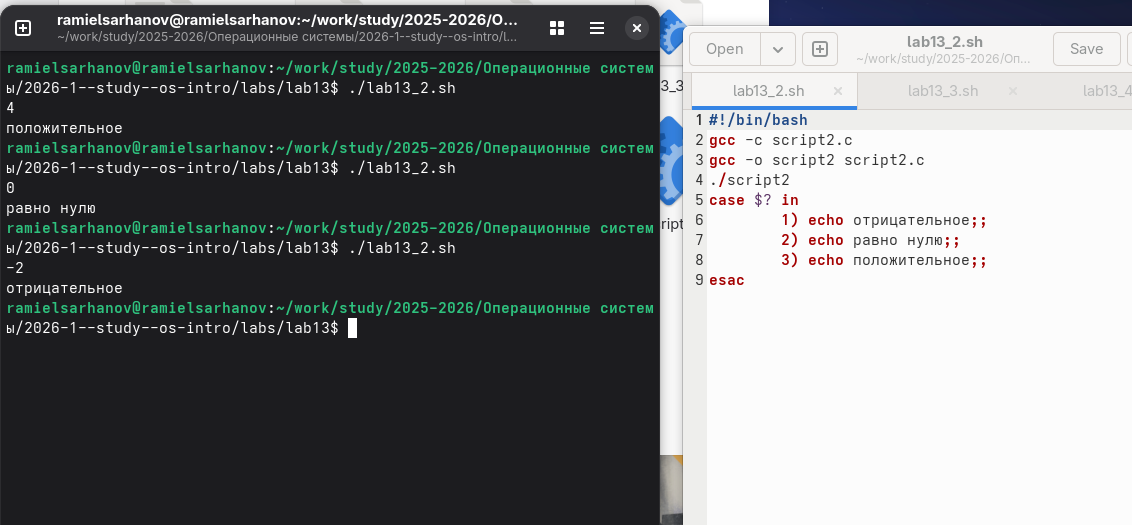 ramielsarhanov@ramielsarhanov:~/work/study/2025-2026/О...
~/work/study/2025-2026/Операционные системы/2026-1--study--os-intro/l...
ramielsarhanov@ramielsarhanov:~/work/study/2025-2026/Операционные систем
ы/2026-1--study--os-intro/labs/lab13$ ./lab13_2.sh
4
положительное
ramielsarhanov@ramielsarhanov:~/work/study/2025-2026/Операционные систем
ы/2026-1--study--os-intro/labs/lab13$ ./lab13_2.sh
0
равно нулю
ramielsarhanov@ramielsarhanov:~/work/study/2025-2026/Операционные систем
ы/2026-1--study--os-intro/labs/lab13$ ./lab13_2.sh
-2
отрицательное
ramielsarhanov@ramielsarhanov:~/work/study/2025-2026/Операционные систем
ы/2026-1--study--os-intro/labs/lab13$
3_3
ript
Open
lab13_2.sh
~/work/study/2025-2026/Оп...
Save
lab13_2.sh
lab13_3.sh
lab13_4
1 #!/bin/bash
2 gcc -c script2.c
3 gcc -o script2 script2.c
4 ./script2
5 case $? in
6 1) echo отрицательное;;
7 2) echo равно нулю;;
8 3) echo положительное;;
9 esac